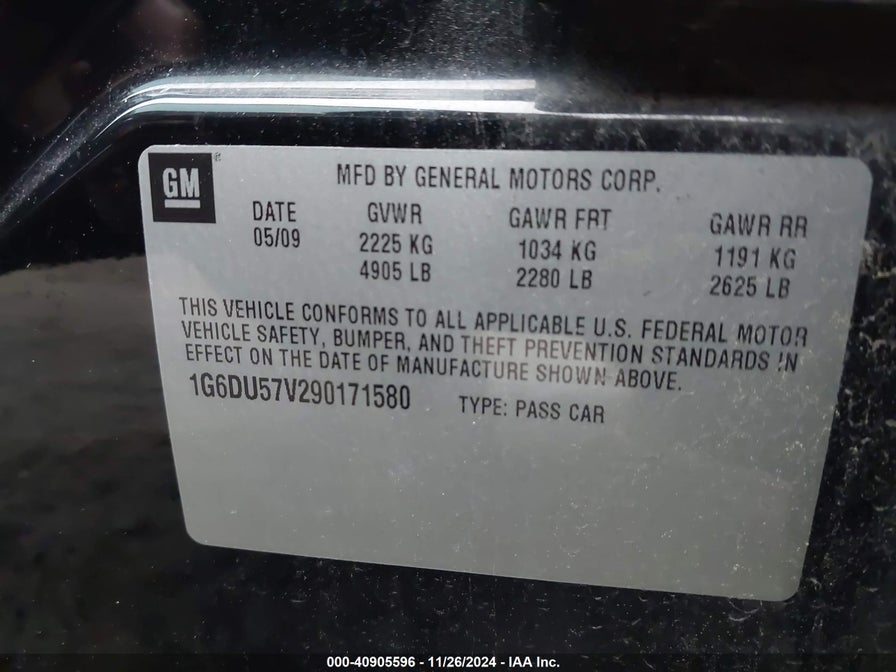 GM
MFD BY GENERAL MOTORS CORP.
DATE GVWR GAWR FRT GAWR RR
05/09 2225 KG 1034 KG 1191 KG
4905 LB 2280 LB 2625 LB
THIS VEHICLE CONFORMS TO ALL APPLICABLE U.S. FEDERAL MOTOR
VEHICLE SAFETY, BUMPER, AND THEFT PREVENTION STANDARDS IN
EFFECT ON THE DATE OF MANUFACTURE SHOWN ABOVE.
1G6DU57V290171580 TYPE: PASS CAR
000-40905596 - 11/26/2024 - IAA Inc.